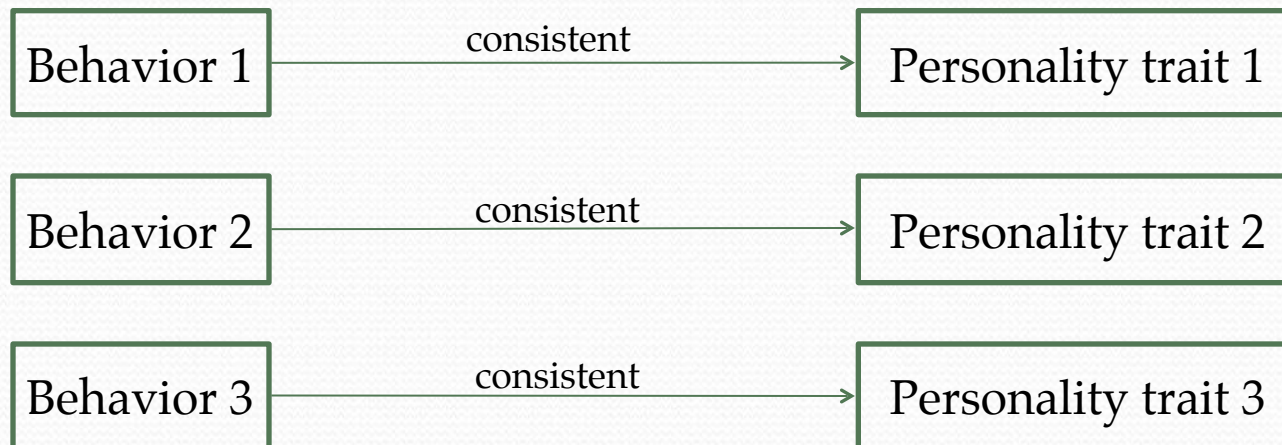 Behavior 1
consistent
Personality trait 1
Behavior 2
consistent
Personality trait 2
Behavior 3
consistent
Personality trait 3